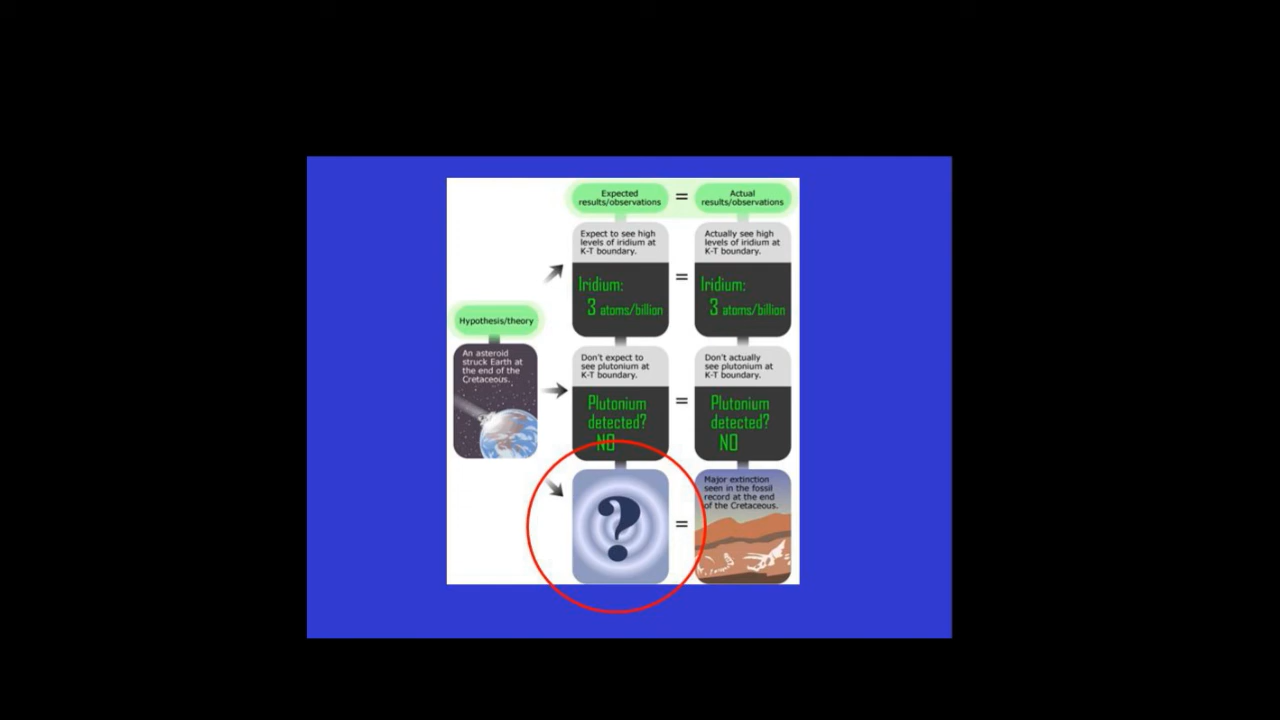 Expected
results/observations
=
Actual
results/observations
Expect to see high
levels of iridium at
K-T boundary.
Iridium:
3 atoms/billion
=
Actually see high
levels of iridium at
K-T boundary.
Iridium:
3 atoms/billion
Hypothesis/theory
An asteroid
struck Earth at
the end of the
Cretaceous.
Don't expect to
see plutonium at
K-T boundary.
Plutonium
detected?
NO
=
Don't actually
see plutonium at
K-T boundary.
Plutonium
detected?
NO
?
=
Major extinction
seen in the fossil
record at the end
of the Cretaceous.